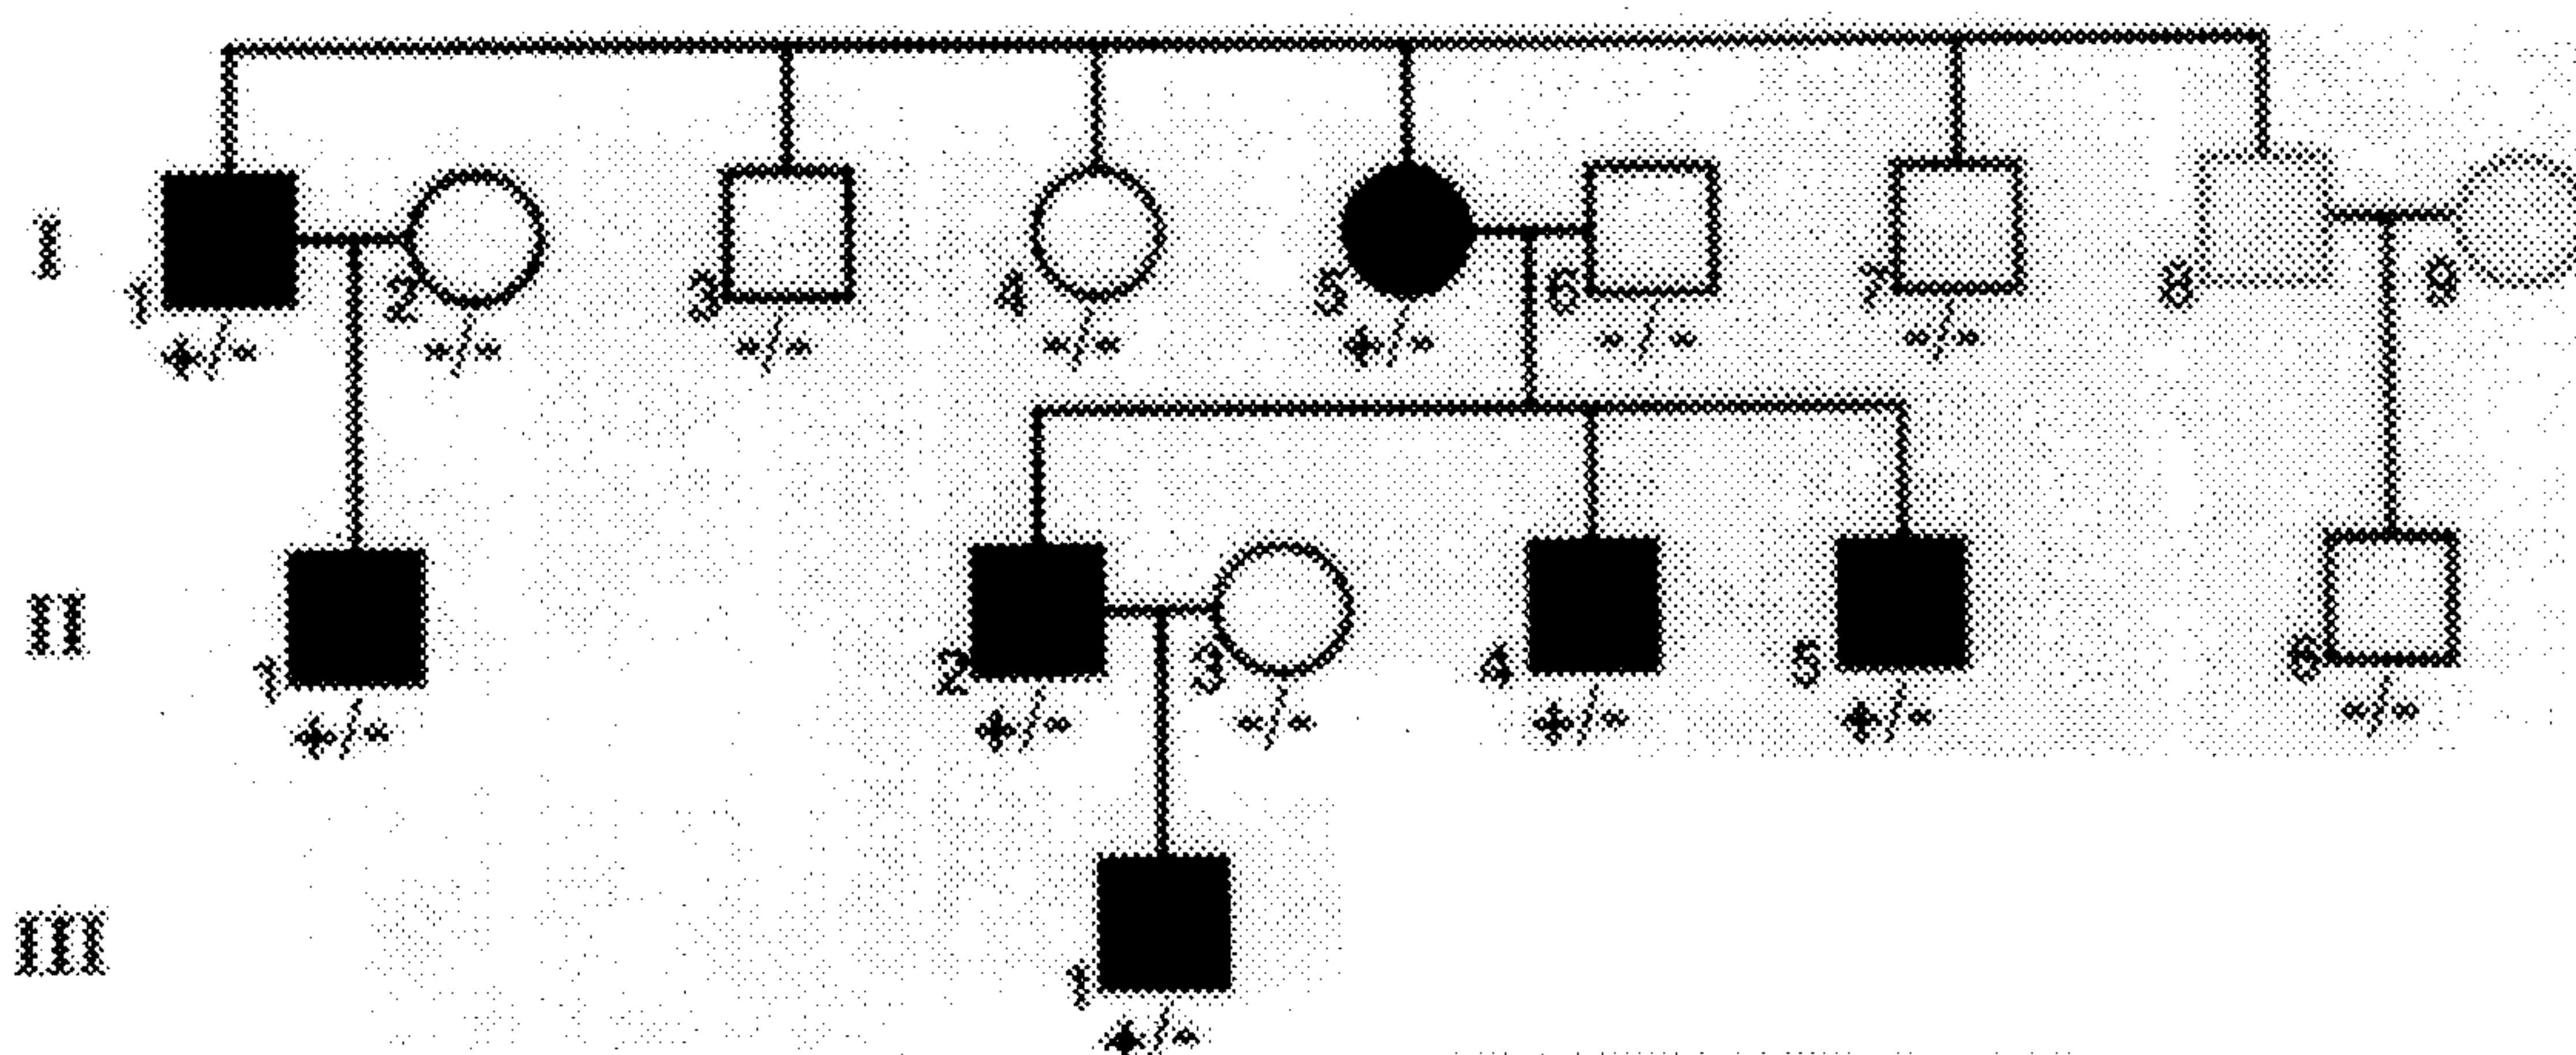 I
1 2 3 4 5 6 7 8 9
+/- -/- -/- -/- +/- -/- -/-
II
1 2 3 4 5 6
+/- +/- -/- +/- +/- -/-
III
1
+/-